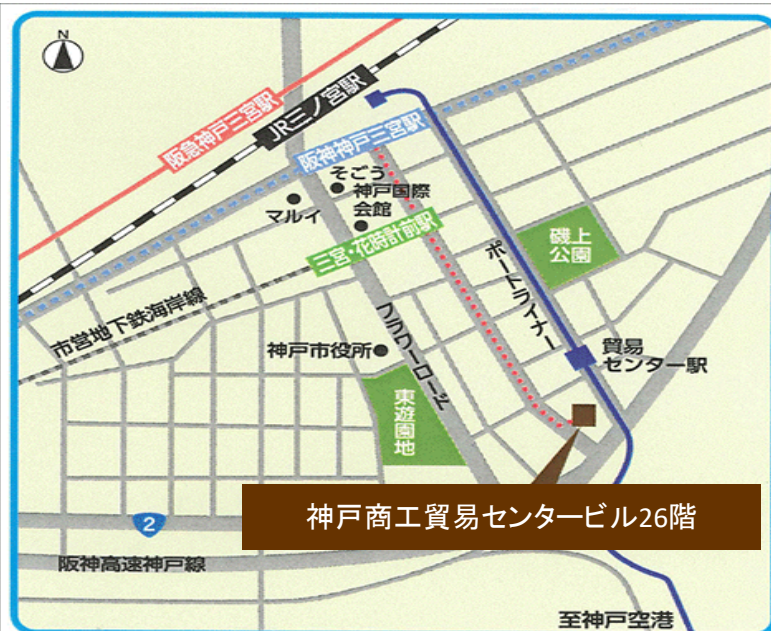 N
阪急神戸三宮駅
JR三ノ宮駅
阪神神戸三宮駅
そごう
マルイ
神戸国際
会館
三宮・花時計前駅
市営地下鉄海岸線
磯上
公園
ポートライナー
フラワーロード
神戸市役所
貿易
センター駅
東遊園地
神戸商工貿易センタービル26階
2
阪神高速神戸線
至神戸空港